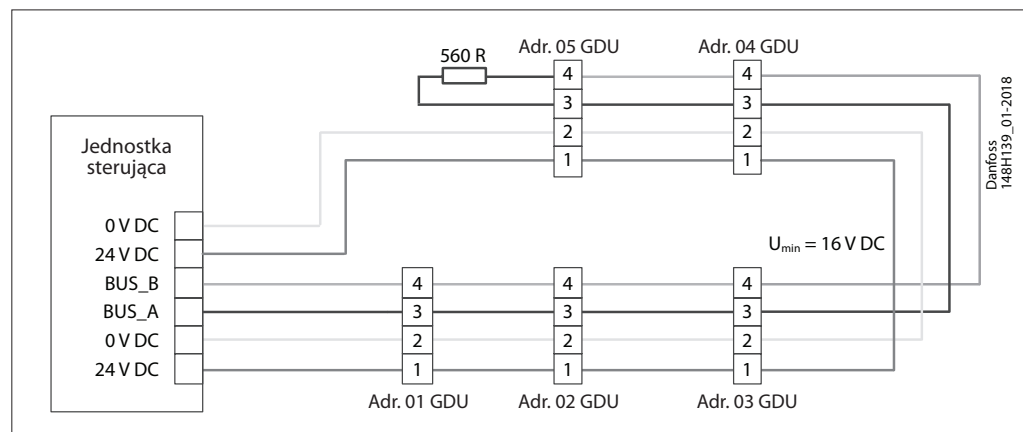 Adr. 05 GDU
Adr. 04 GDU
560 R
4
3
2
1
4
3
2
1
Danfoss
148H139_01-2018
Jednostka
sterująca
0 V DC
24 V DC
BUS_B
BUS_A
0 V DC
24 V DC
Umin = 16 V DC
4
3
2
1
4
3
2
1
4
3
2
1
Adr. 01 GDU
Adr. 02 GDU
Adr. 03 GDU